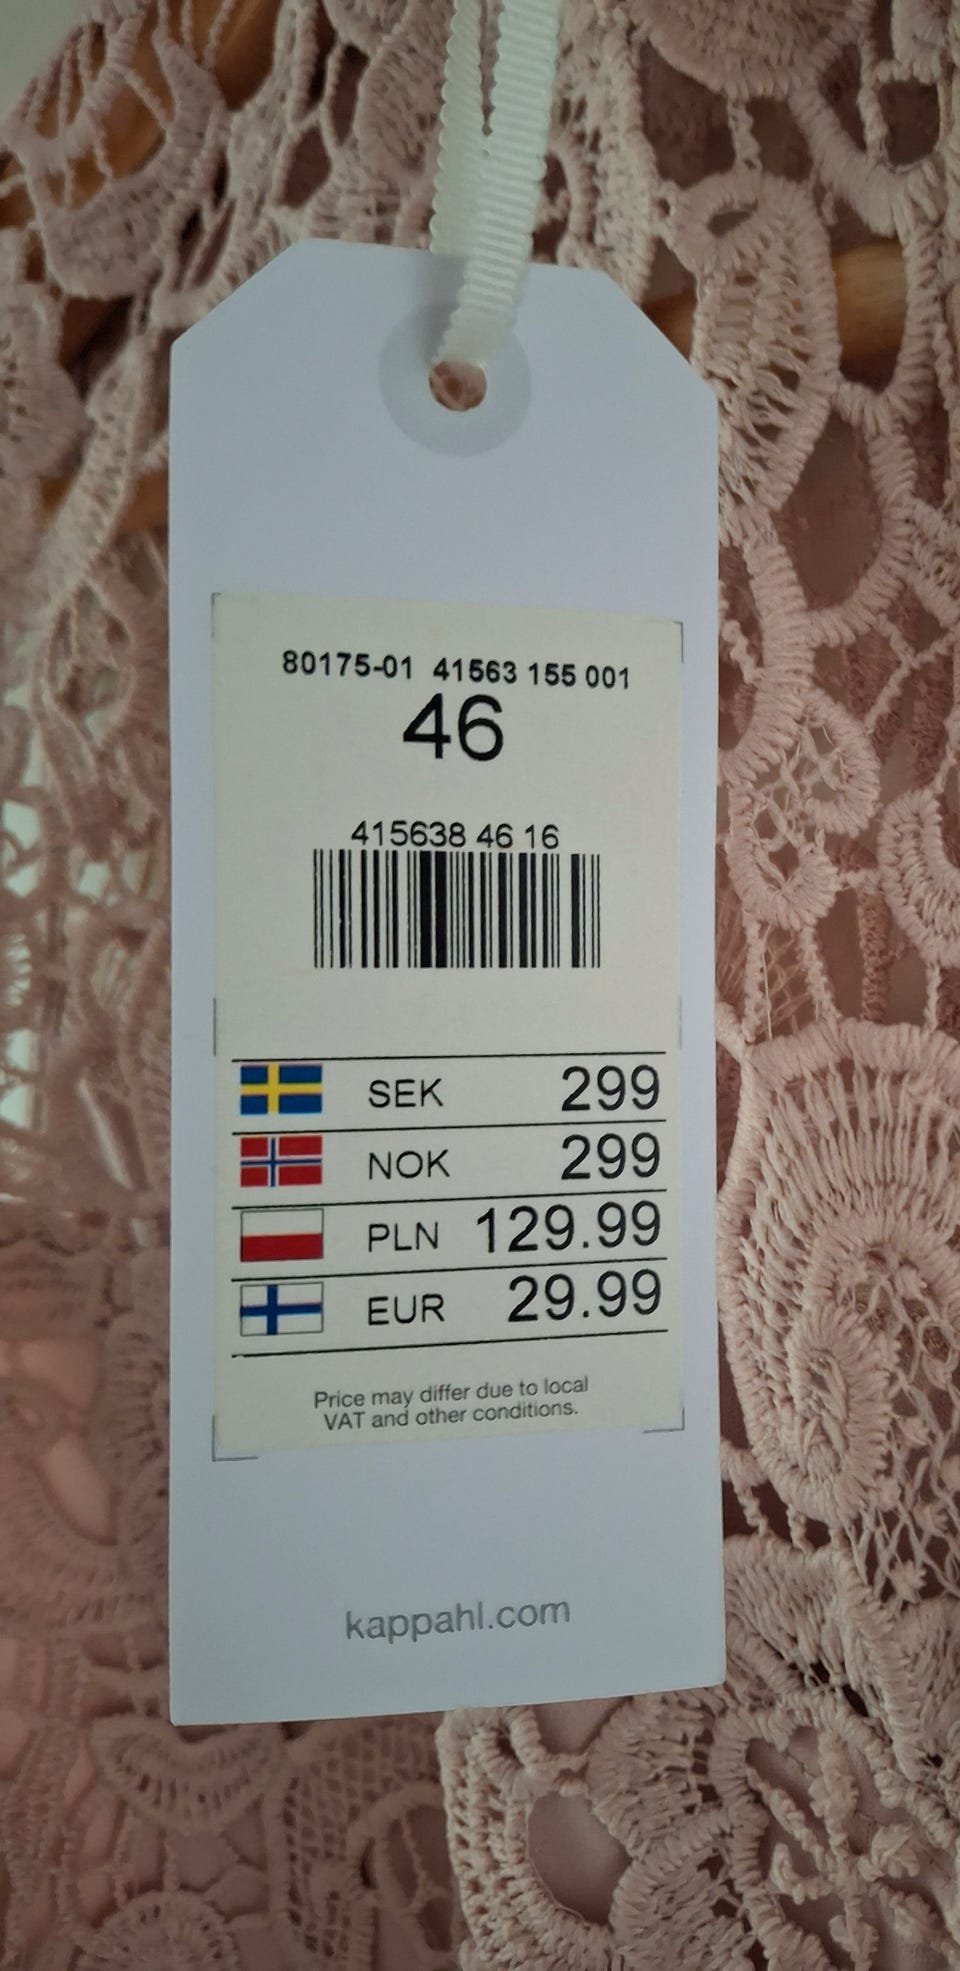 80175-01 41563 155 001
46
415638 46 16
SEK 299
NOK 299
PLN 129.99
EUR 29.99
Price may differ due to local
VAT and other conditions.
kappahl.com